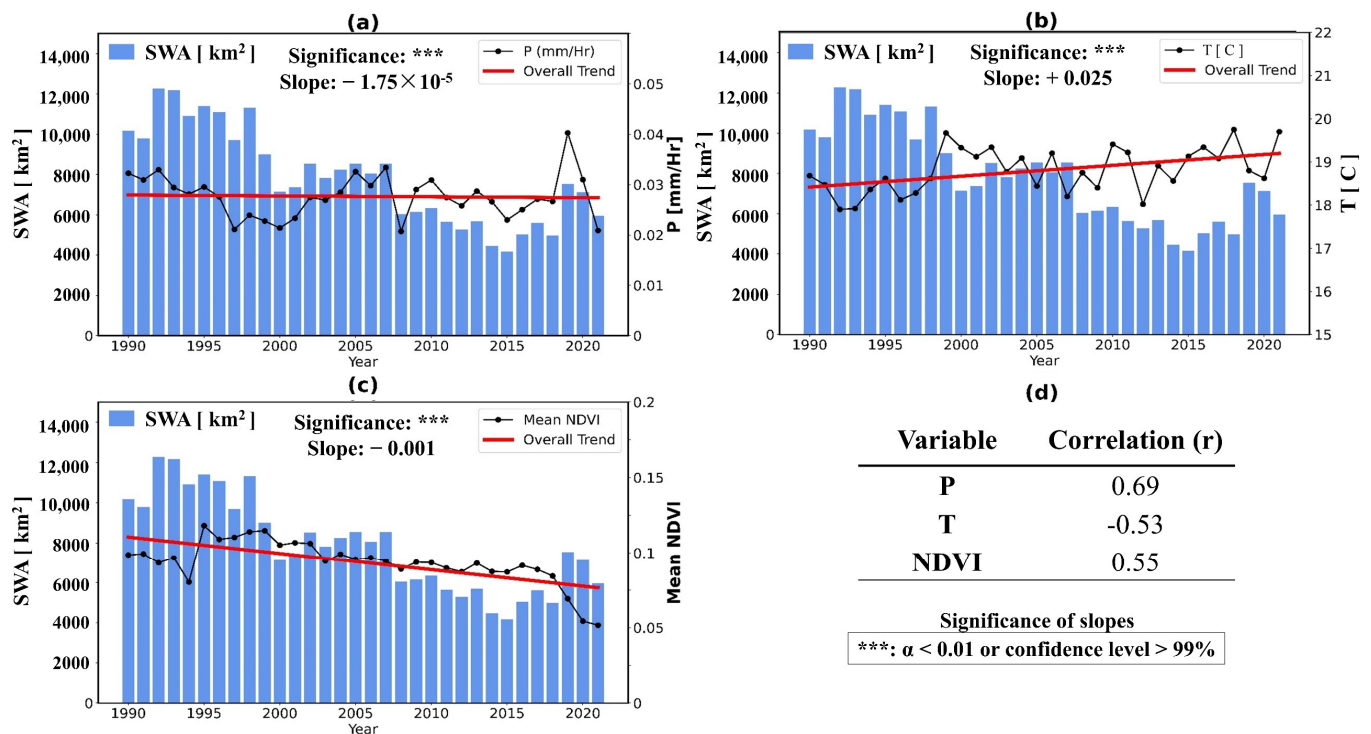 (a)
SWA [ km²]
Significance: ***
Slope: − 1.75×10⁻⁵
P (mm/Hr)
Overall Trend
14,000
12,000
10,000
8000
6000
4000
2000
0
SWA [ km² ]
0.05
0.04
0.03
0.02
0.01
0
P [mm/Hr]
1990 1995 2000 2005 2010 2015 2020
Year
(b)
SWA [ km²]
Significance: ***
Slope: + 0.025
T [ C ]
Overall Trend
14,000
12,000
10,000
8000
6000
4000
2000
0
SWA [ km² ]
22
21
20
19
18
17
16
15
T [ C ]
1990 1995 2000 2005 2010 2015 2020
Year
(c)
SWA [ km²]
Significance: ***
Slope: − 0.001
Mean NDVI
Overall Trend
14,000
12,000
10,000
8000
6000
4000
2000
0
SWA [ km² ]
0.2
0.15
0.1
0.05
0
Mean NDVI
1990 1995 2000 2005 2010 2015 2020
Year
(d)
Variable Correlation (r)
P 0.69
T -0.53
NDVI 0.55
Significance of slopes
***: α < 0.01 or confidence level > 99%